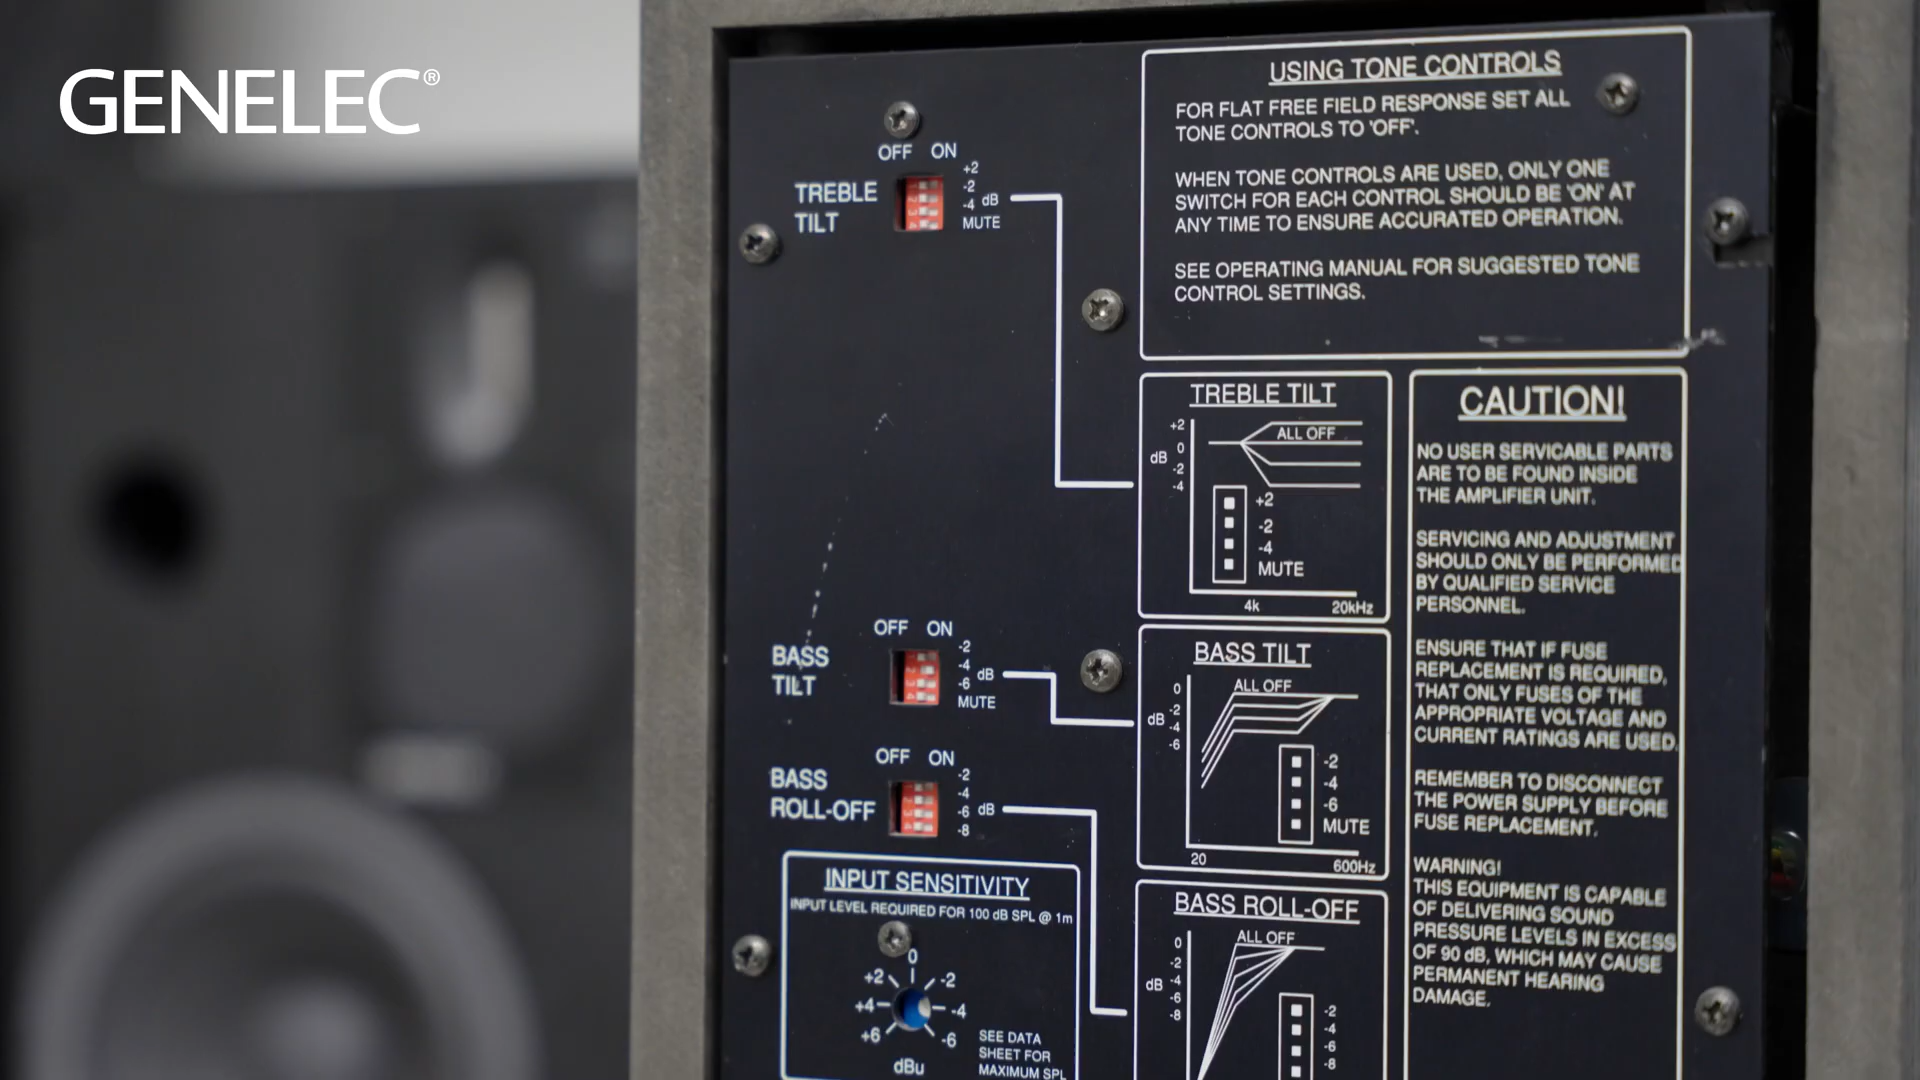 GENELEC®
OFF ON
TREBLE
TILT
+2
-2
-4 dB
MUTE
USING TONE CONTROLS
FOR FLAT FREE FIELD RESPONSE SET ALL
TONE CONTROLS TO 'OFF'.
WHEN TONE CONTROLS ARE USED, ONLY ONE
SWITCH FOR EACH CONTROL SHOULD BE 'ON' AT
ANY TIME TO ENSURE ACCURATED OPERATION.
SEE OPERATING MANUAL FOR SUGGESTED TONE
CONTROL SETTINGS.
TREBLE TILT
+2
0
dB
-2
-4
ALL OFF
+2
-2
-4
MUTE
4k 20kHz
CAUTION!
NO USER SERVICABLE PARTS
ARE TO BE FOUND INSIDE
THE AMPLIFIER UNIT.
SERVICING AND ADJUSTMENT
SHOULD ONLY BE PERFORMED
BY QUALIFIED SERVICE
PERSONNEL.
ENSURE THAT IF FUSE
REPLACEMENT IS REQUIRED,
THAT ONLY FUSES OF THE
APPROPRIATE VOLTAGE AND
CURRENT RATINGS ARE USED.
REMEMBER TO DISCONNECT
THE POWER SUPPLY BEFORE
FUSE REPLACEMENT.
WARNING!
THIS EQUIPMENT IS CAPABLE
OF DELIVERING SOUND
PRESSURE LEVELS IN EXCESS
OF 90 dB, WHICH MAY CAUSE
PERMANENT HEARING
DAMAGE.
OFF ON
BASS
TILT
-2
-4
dB
-6
MUTE
BASS TILT
ALL OFF
0
-2
dB
-4
-6
-2
-4
-6
MUTE
20 600Hz
OFF ON
BASS
ROLL-OFF
-2
-4
-6 dB
-8
BASS ROLL-OFF
ALL OFF
0
-2
-4
dB
-6
-8
-2
-4
-6
-8
INPUT SENSITIVITY
INPUT LEVEL REQUIRED FOR 100 dB SPL @ 1m
0
+2 -2
+4 -4
+6 -6
dBu
SEE DATA
SHEET FOR
MAXIMUM SPL